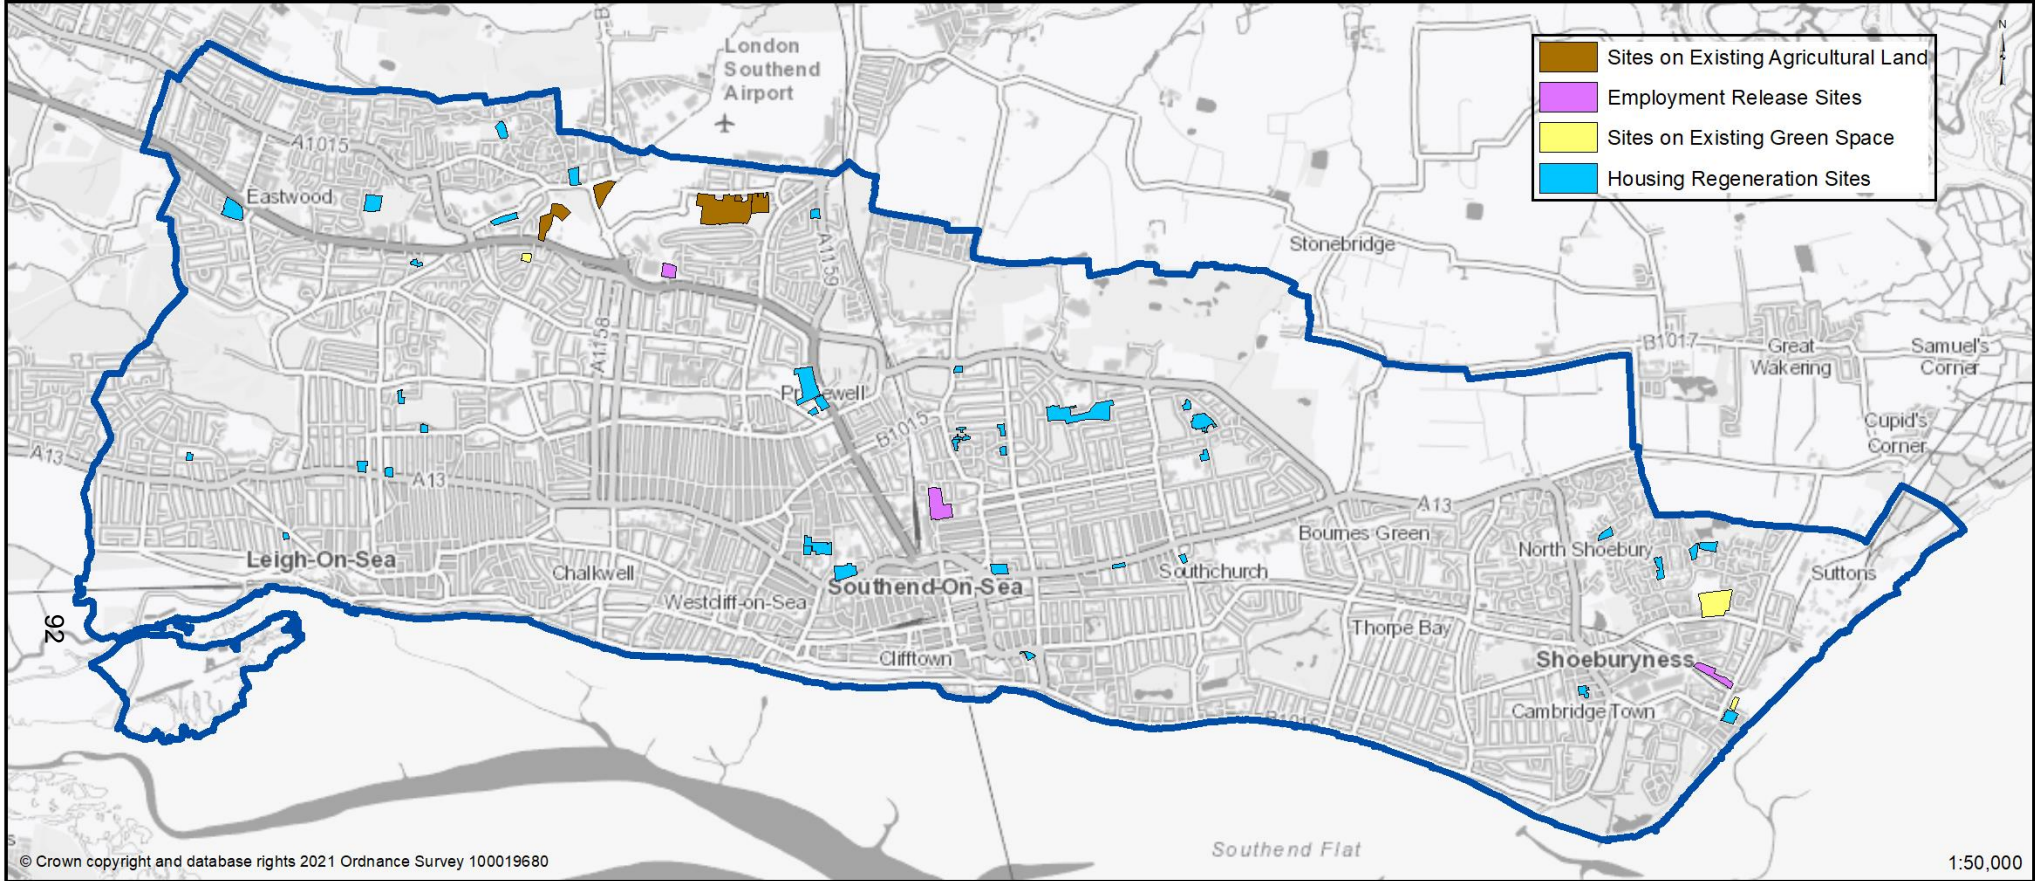 London
Southend
Airport
N
Sites on Existing Agricultural Land
Employment Release Sites
Sites on Existing Green Space
Housing Regeneration Sites
A1015
Eastwood
A1159
Stonebridge
A1158
B1017
Great
Wakering
Samuel's
Corner
Cupid's
Corner
B1015
A13
A13
A13
Bournes Green
North Shoebury
Leigh-On-Sea
Chalkwell
Southend-On-Sea
Southchurch
Suttons
Westcliff-on-Sea
92
Thorpe Bay
Clifftown
Shoeburyness
Cambridge Town
Southend Flat
© Crown copyright and database rights 2021 Ordnance Survey 100019680
1:50,000